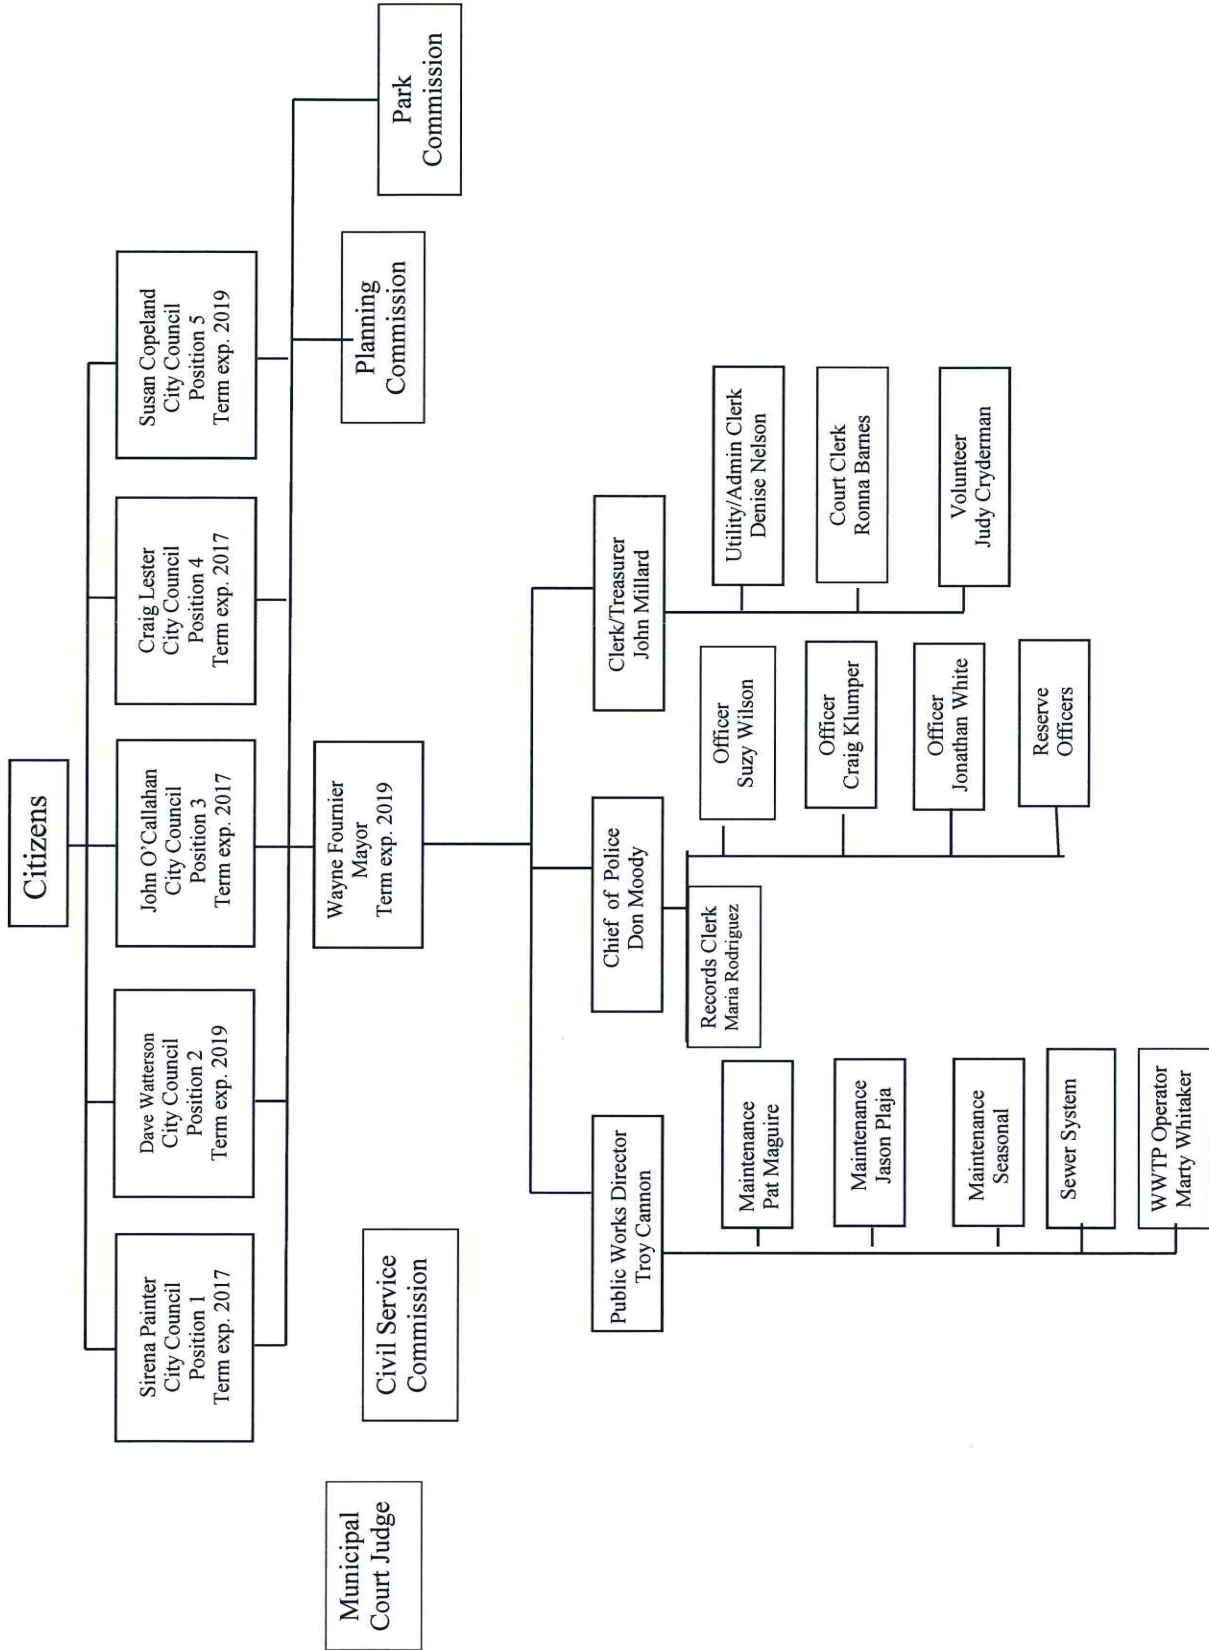 Citizens
Sirena Painter
City Council
Position 1
Term exp. 2017
Dave Watterson
City Council
Position 2
Term exp. 2019
John O'Callahan
City Council
Position 3
Term exp. 2017
Craig Lester
City Council
Position 4
Term exp. 2017
Susan Copeland
City Council
Position 5
Term exp. 2019
Municipal
Court Judge
Civil Service
Commission
Wayne Fournier
Mayor
Term exp. 2019
Planning
Commission
Park
Commission
Public Works Director
Troy Cannon
Maintenance
Pat Maguire
Maintenance
Jason Plaja
Maintenance
Seasonal
Sewer System
WWTP Operator
Marty Whitaker
Chief of Police
Don Moody
Records Clerk
Maria Rodriguez
Officer
Suzy Wilson
Officer
Craig Klumper
Officer
Jonathan White
Reserve
Officers
Clerk/Treasurer
John Millard
Utility/Admin Clerk
Denise Nelson
Court Clerk
Ronna Barnes
Volunteer
Judy Cryderman